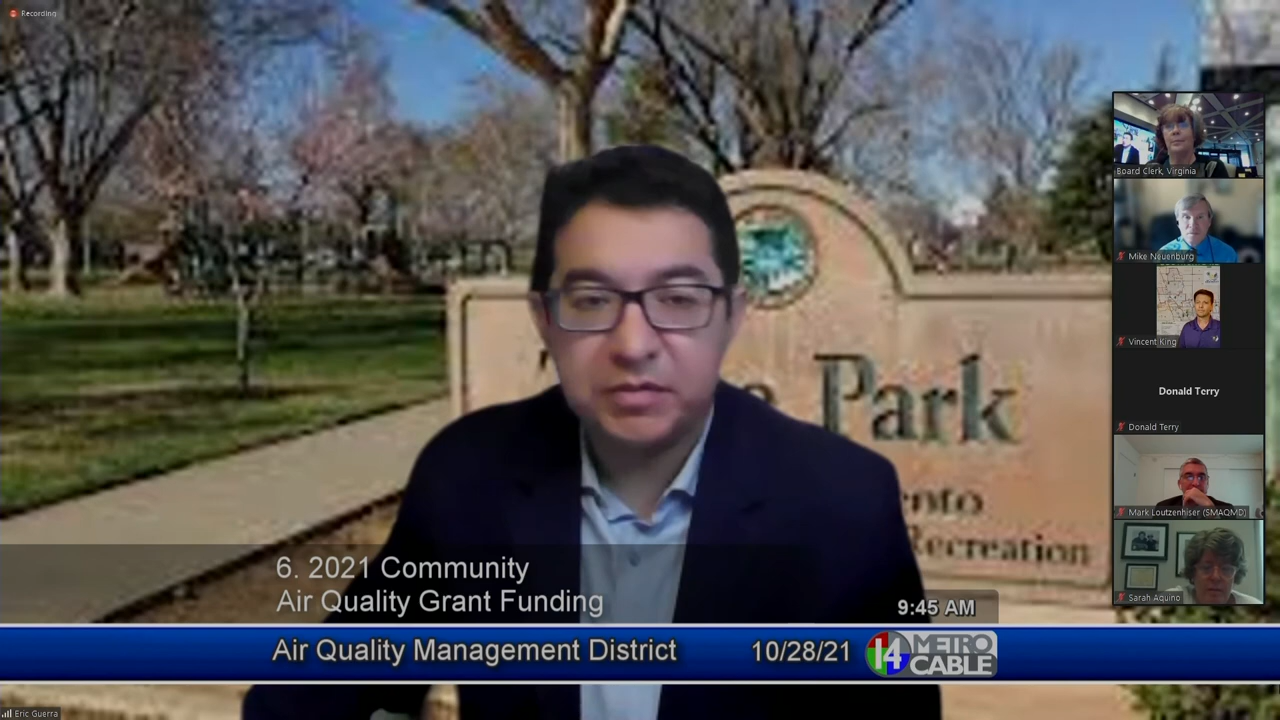 Recording
Park
ento
Recreation
Board Clerk, Virginia
Mike Neuenburg
Vincent King
Donald Terry
Donald Terry
Mark Loutzenhiser (SMAQMD)
Sarah Aquino
6. 2021 Community
Air Quality Grant Funding
9:45 AM
Air Quality Management District
10/28/21
14 METRO
CABLE
Eric Guerra